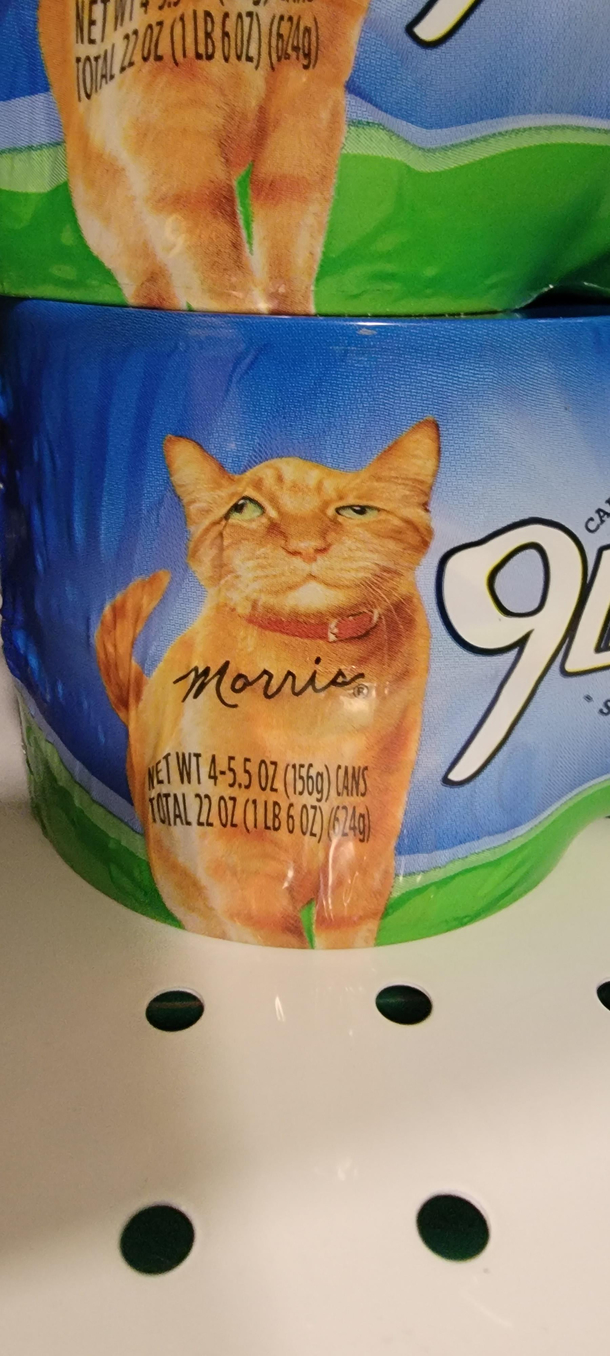 TOTAL 22 OZ (1 LB 6 OZ) (624g)
9L
Morris®
NET WT 4-5.5 OZ (156g) CANS
TOTAL 22 OZ (1 LB 6 OZ) (624g)